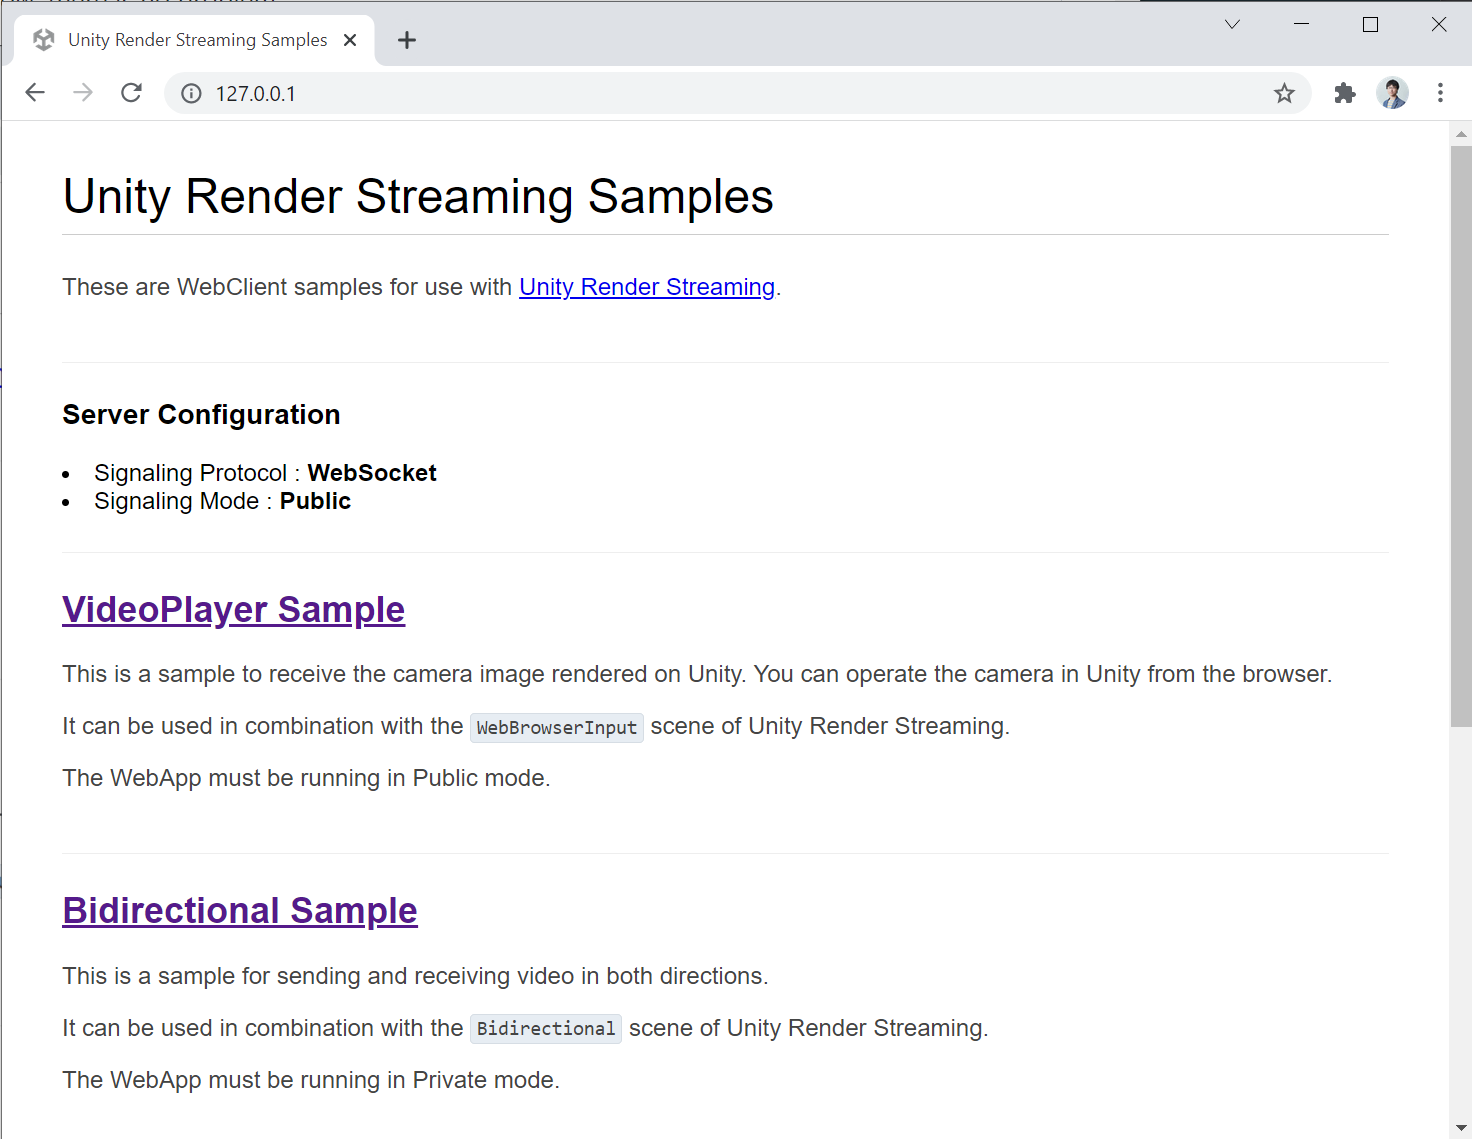 Unity Render Streaming Samples
127.0.0.1
Unity Render Streaming Samples
These are WebClient samples for use with Unity Render Streaming.
Server Configuration
• Signaling Protocol : WebSocket
• Signaling Mode : Public
VideoPlayer Sample
This is a sample to receive the camera image rendered on Unity. You can operate the camera in Unity from the browser.
It can be used in combination with the WebBrowserInput scene of Unity Render Streaming.
The WebApp must be running in Public mode.
Bidirectional Sample
This is a sample for sending and receiving video in both directions.
It can be used in combination with the Bidirectional scene of Unity Render Streaming.
The WebApp must be running in Private mode.